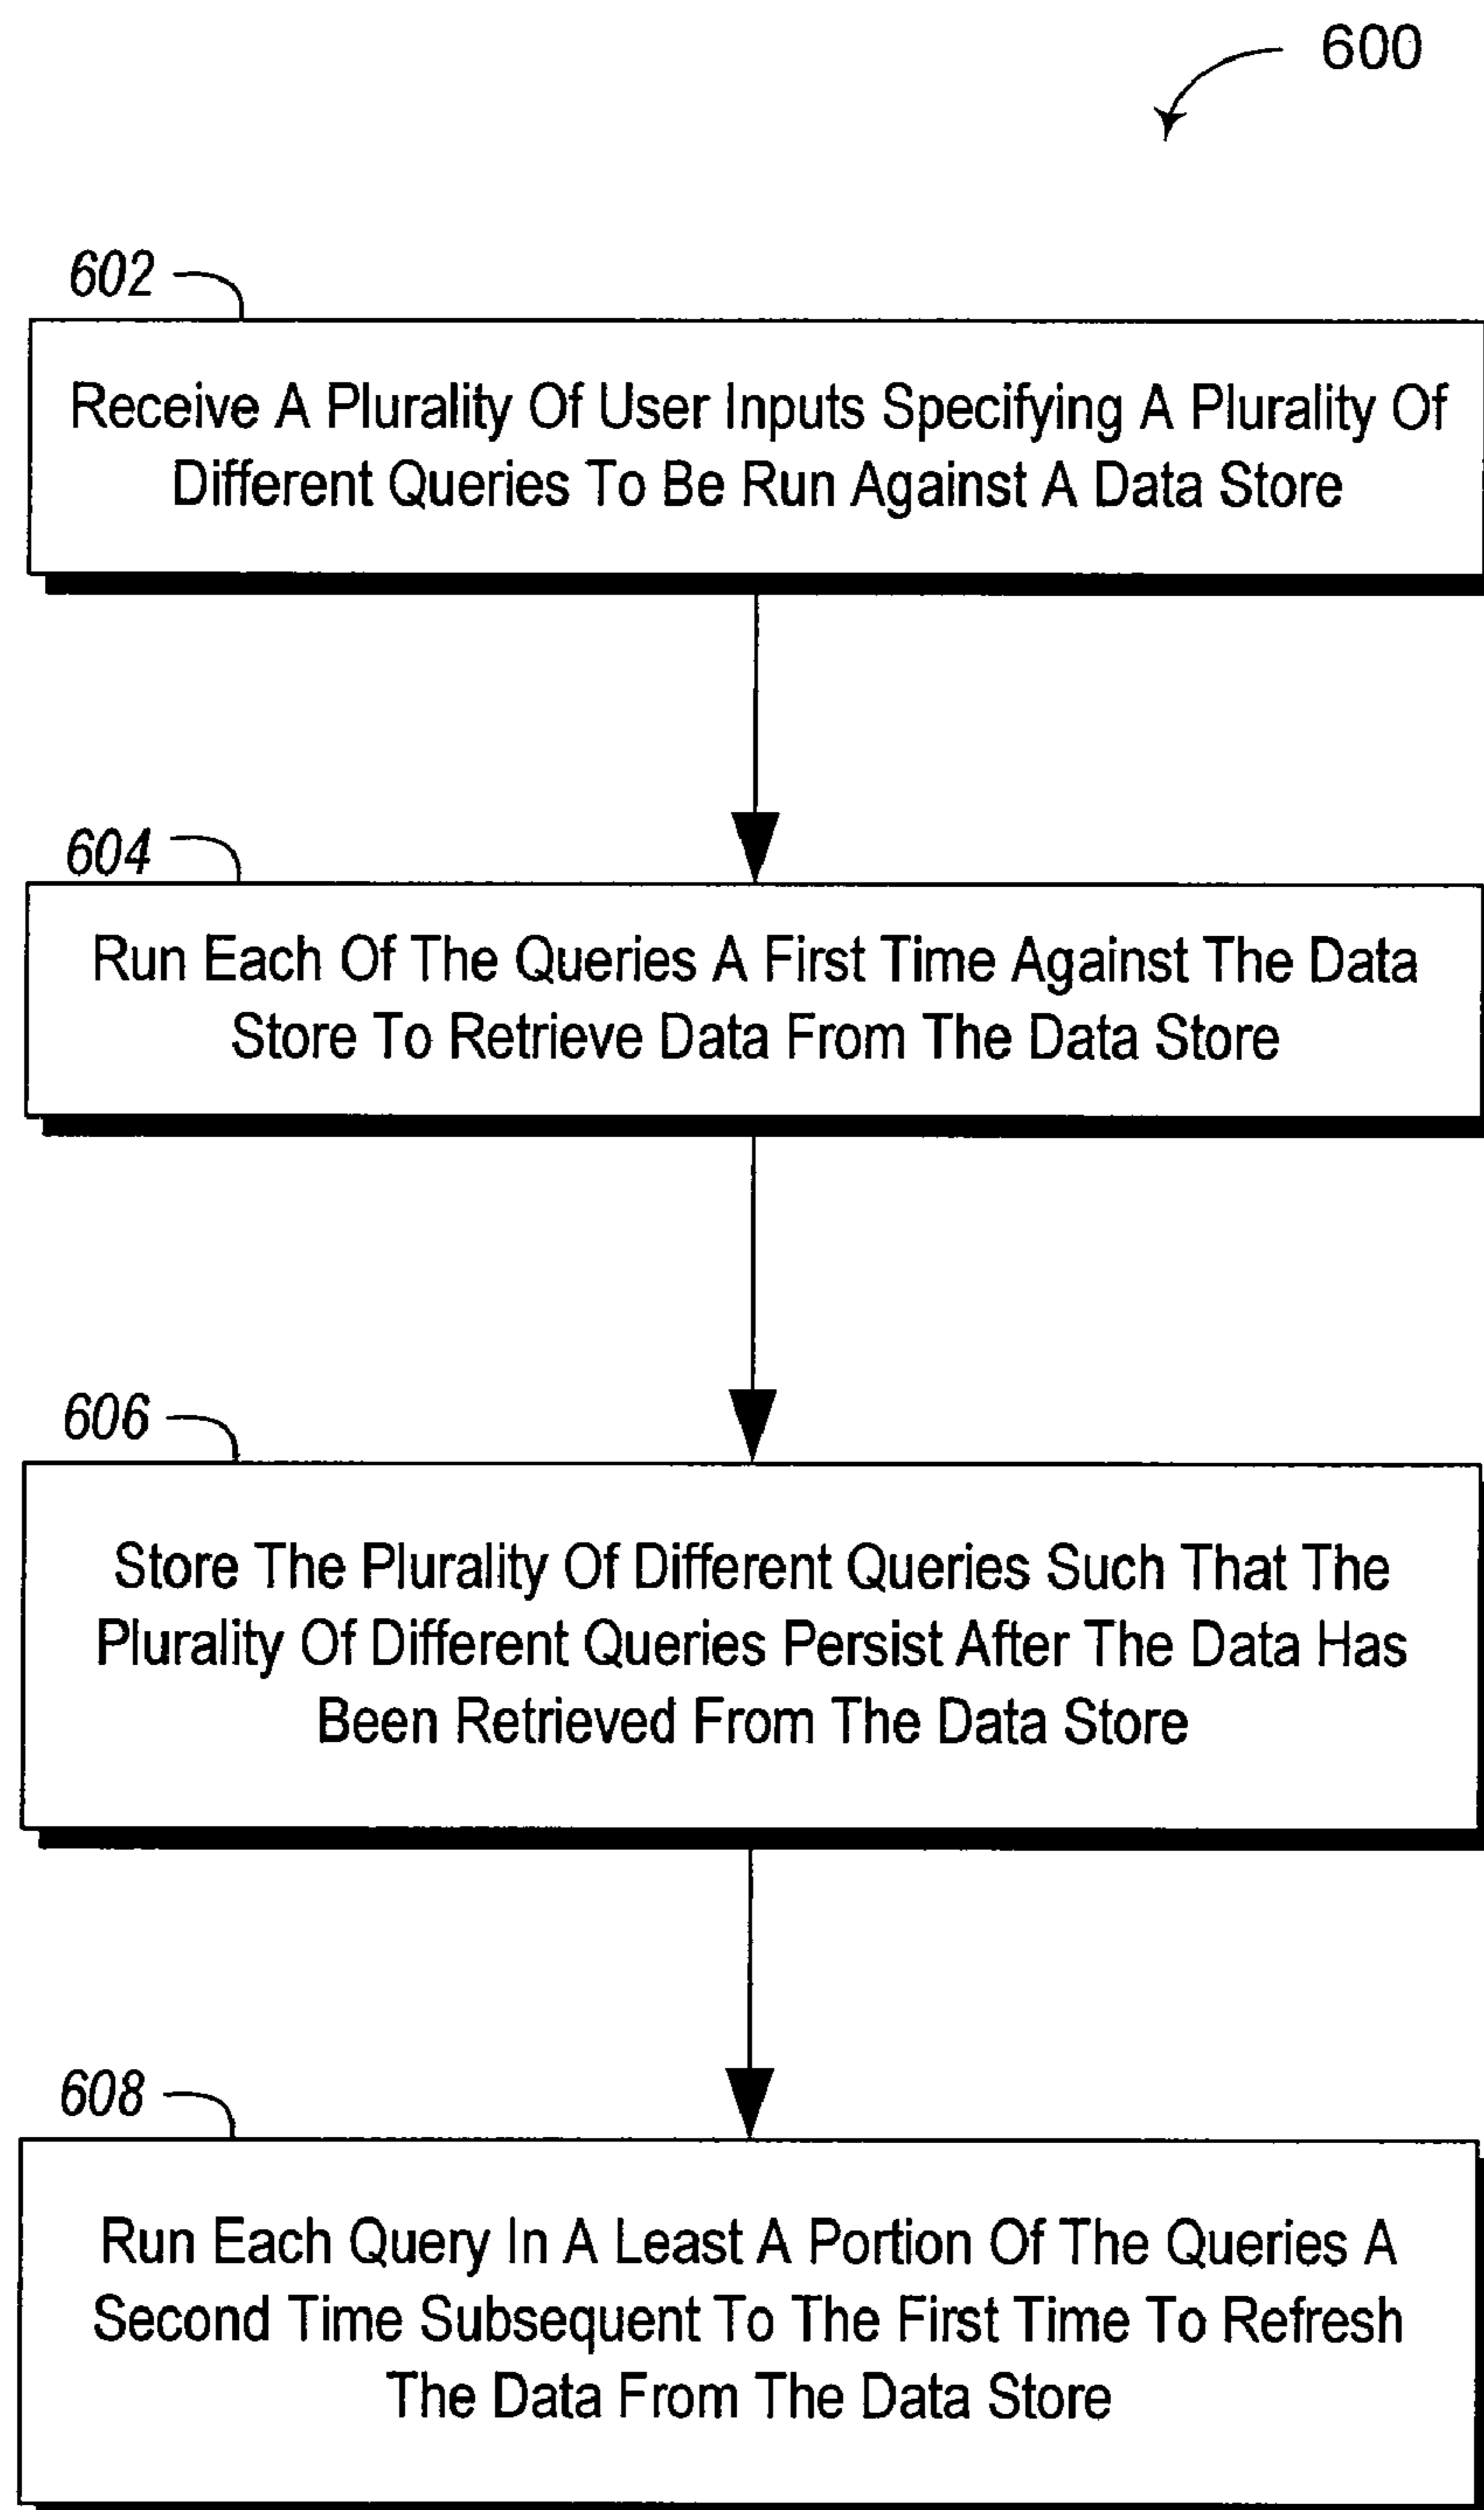 600
602
Receive A Plurality Of User Inputs Specifying A Plurality Of
Different Queries To Be Run Against A Data Store
604
Run Each Of The Queries A First Time Against The Data
Store To Retrieve Data From The Data Store
606
Store The Plurality Of Different Queries Such That The
Plurality Of Different Queries Persist After The Data Has
Been Retrieved From The Data Store
608
Run Each Query In A Least A Portion Of The Queries A
Second Time Subsequent To The First Time To Refresh
The Data From The Data Store